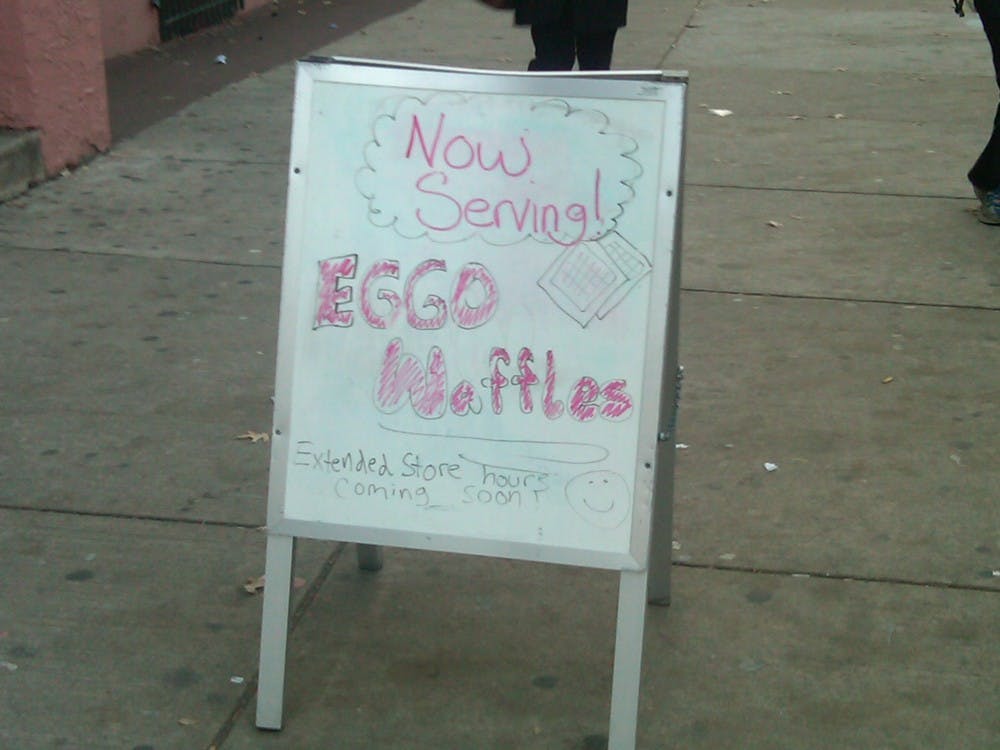 Now
Serving!
EGGO
Waffles
Extended Store hours
Coming soon!